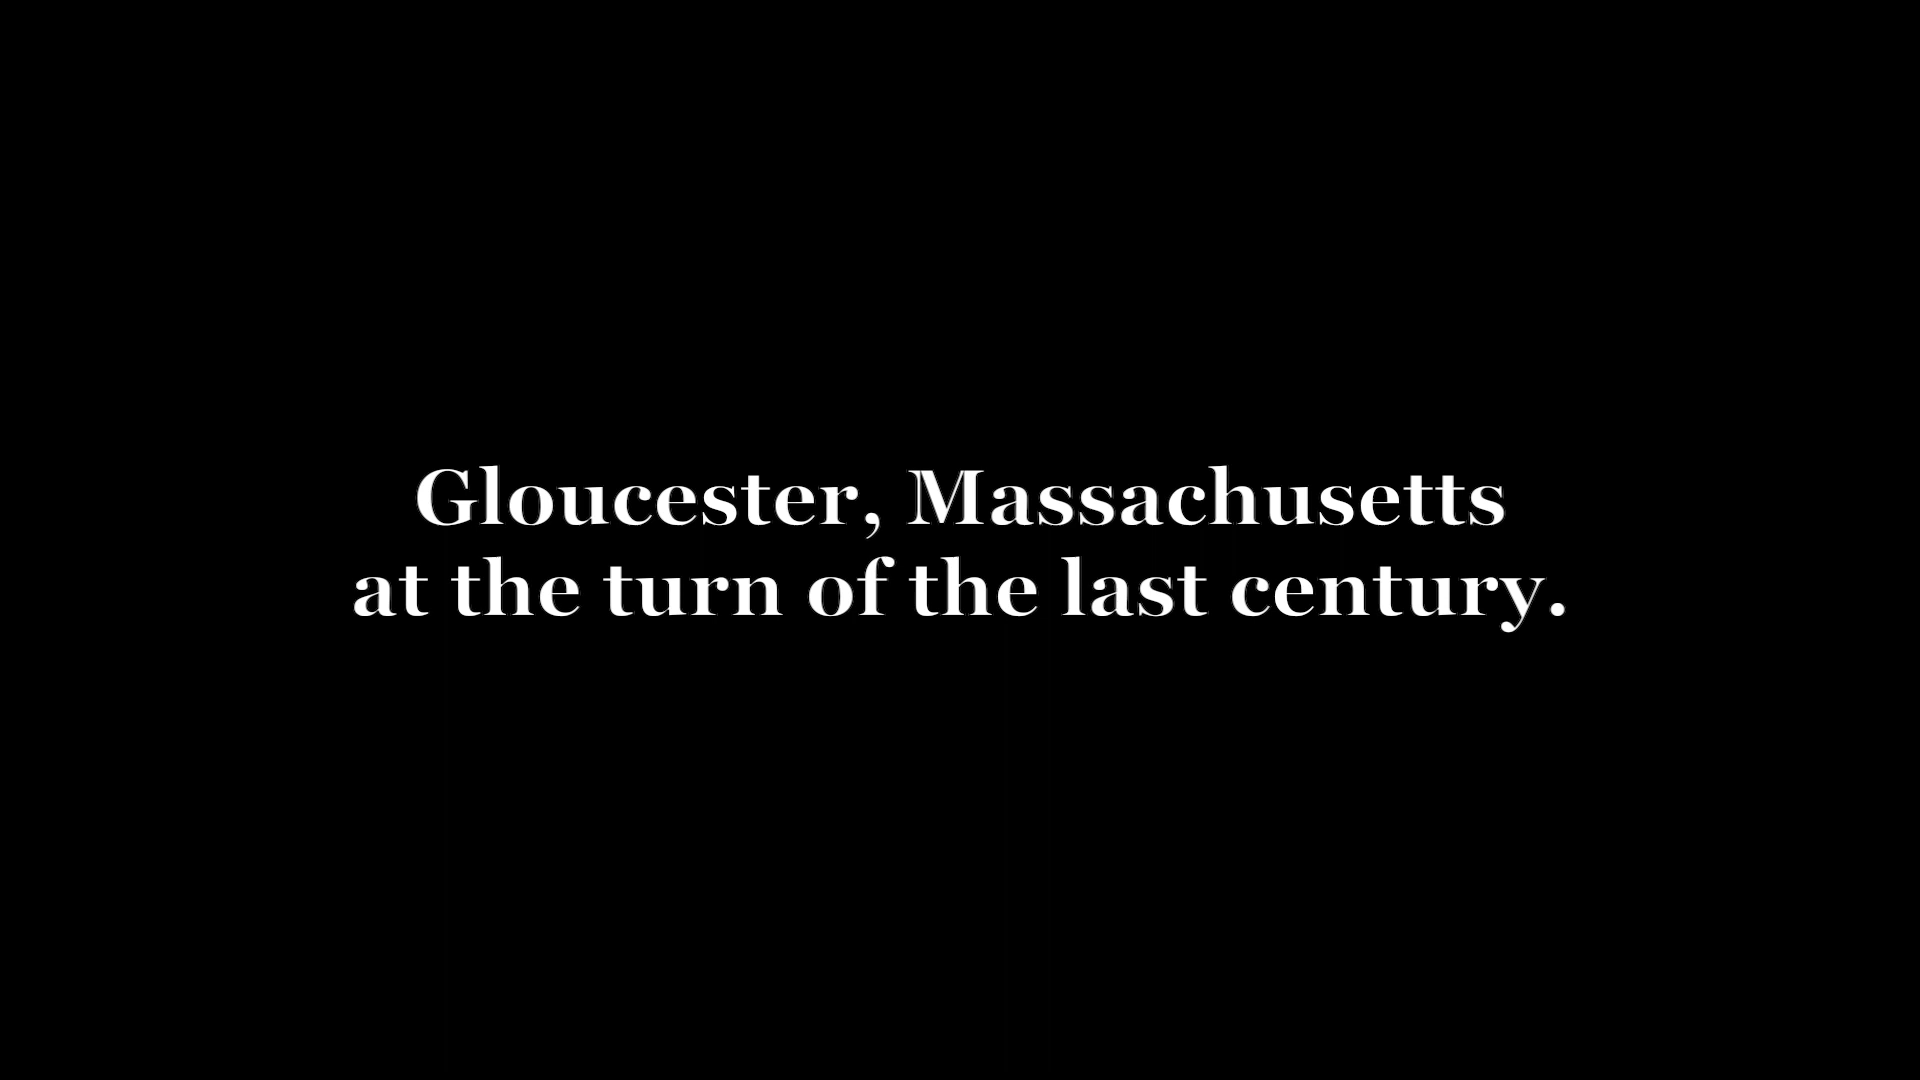 Gloucester, Massachusetts
at the turn of the last century.